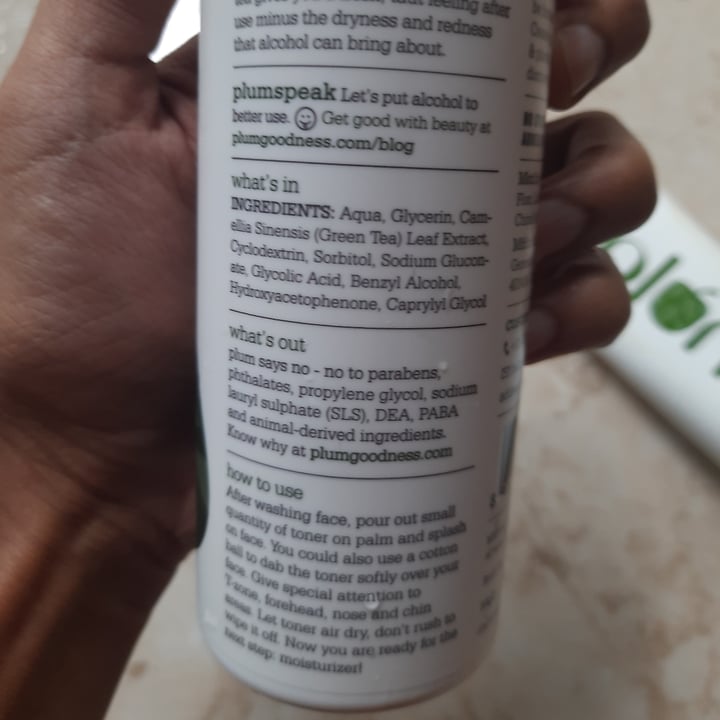 feeling after
use minus the dryness and redness
that alcohol can bring about.
plumspeak Let's put alcohol to
better use. Get good with beauty at
plumgoodness.com/blog
what's in
INGREDIENTS: Aqua, Glycerin, Cam-
ellia Sinensis (Green Tea) Leaf Extract,
Cyclodextrin, Sorbitol, Sodium Glucon-
ate, Glycolic Acid, Benzyl Alcohol,
Hydroxyacetophenone, Caprylyl Glycol
what's out
plum says no - no to parabens,
phthalates, propylene glycol, sodium
lauryl sulphate (SLS), DEA, PABA
and animal-derived ingredients.
Know why at plumgoodness.com
how to use
After washing face, pour out small
quantity of toner on palm and splash
on face. You could also use a cotton
ball to dab the toner softly over your
face. Give special attention to
T-zone, forehead, nose and chin
areas. Let toner air dry, don't rush to
wipe it off. Now you are ready for the
next step: moisturizer!